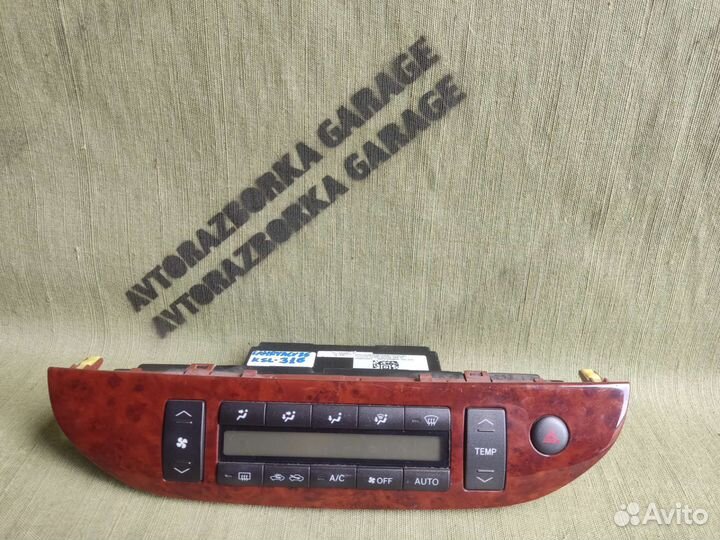 AVTORAZBORKA GARAGE
AVTORAZBORKA GARAGE
KSL-316
TEMP
A/C
OFF
AUTO
Avito